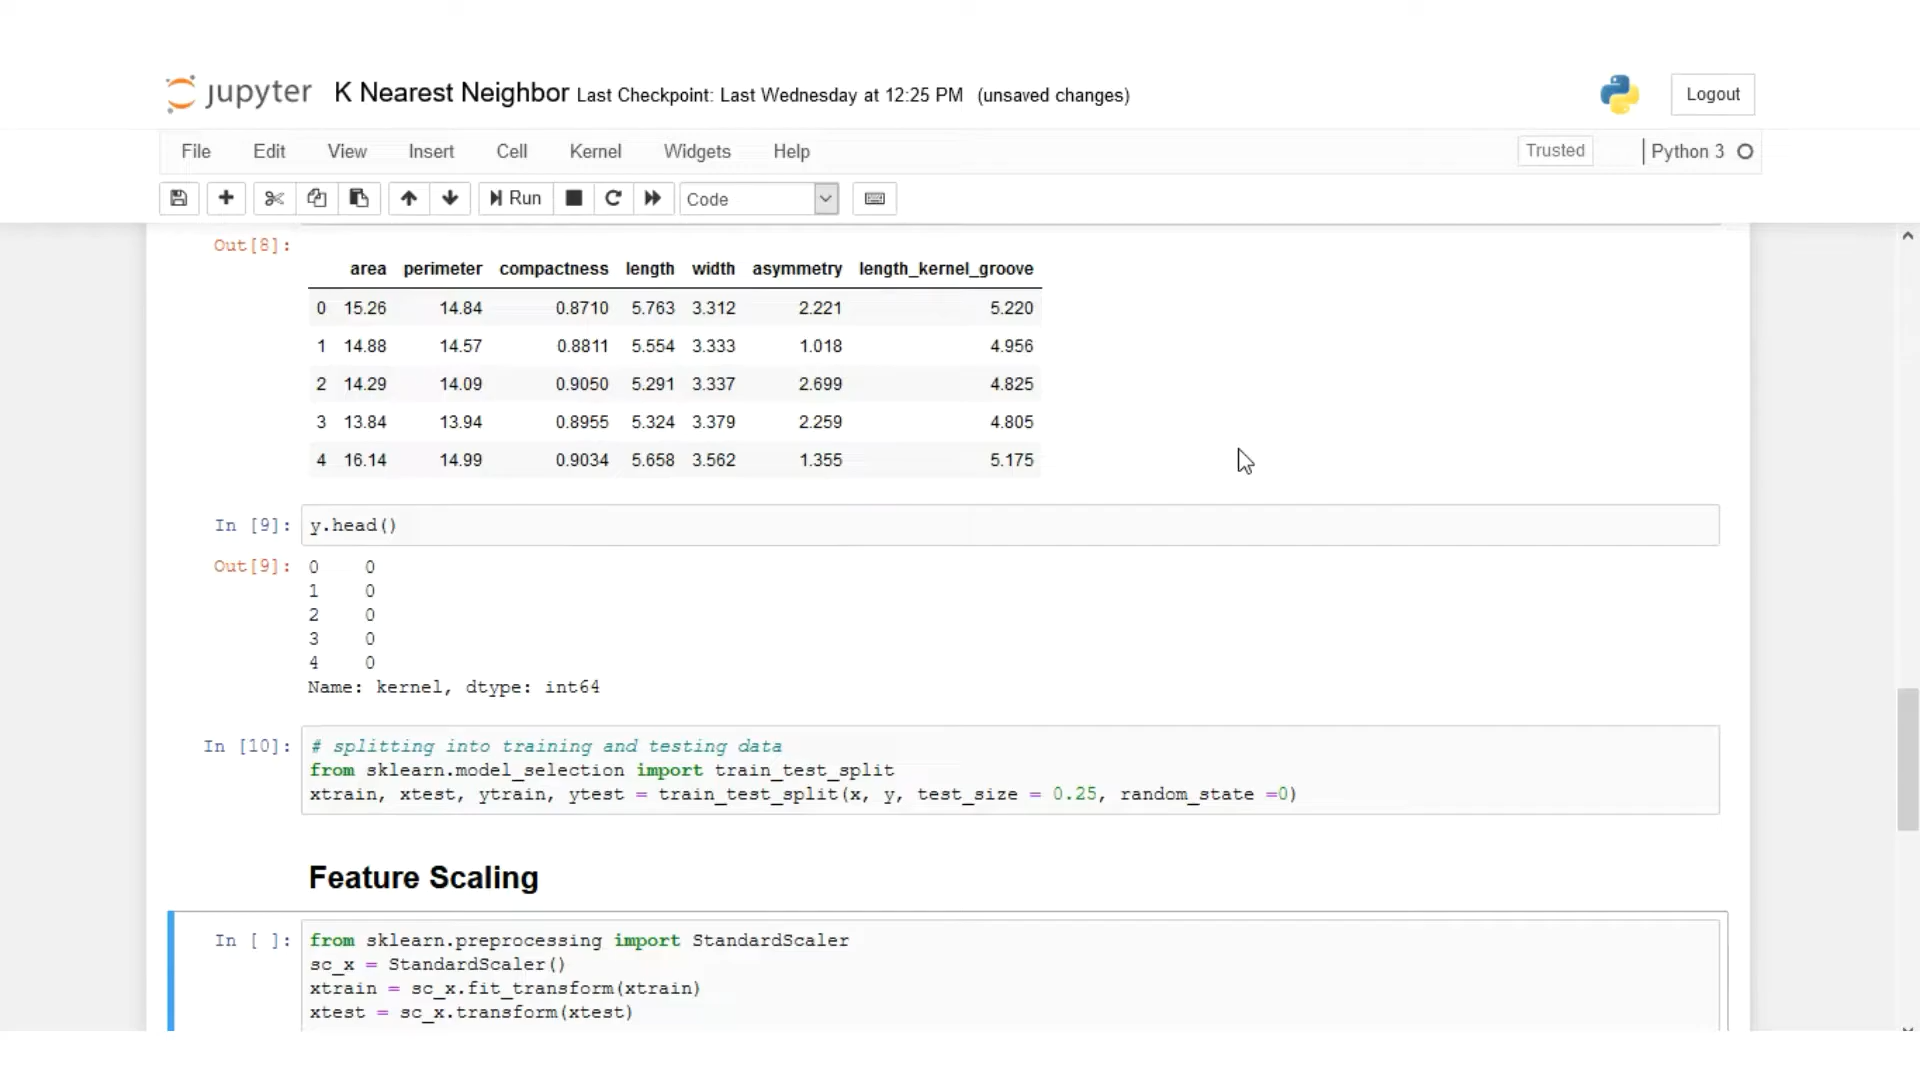 jupyter K Nearest Neighbor Last Checkpoint: Last Wednesday at 12:25 PM (unsaved changes) Logout
File Edit View Insert Cell Kernel Widgets Help Trusted Python 3
Run Code
Out[8]:
area perimeter compactness length width asymmetry length_kernel_groove
0 15.26 14.84 0.8710 5.763 3.312 2.221 5.220
1 14.88 14.57 0.8811 5.554 3.333 1.018 4.956
2 14.29 14.09 0.9050 5.291 3.337 2.699 4.825
3 13.84 13.94 0.8955 5.324 3.379 2.259 4.805
4 16.14 14.99 0.9034 5.658 3.562 1.355 5.175
In [9]: y.head()
Out[9]: 0 0
1 0
2 0
3 0
4 0
Name: kernel, dtype: int64
In [10]: # splitting into training and testing data
from sklearn.model_selection import train_test_split
xtrain, xtest, ytrain, ytest = train_test_split(x, y, test_size = 0.25, random_state =0)
Feature Scaling
In [ ]: from sklearn.preprocessing import StandardScaler
sc_x = StandardScaler()
xtrain = sc_x.fit_transform(xtrain)
xtest = sc_x.transform(xtest)